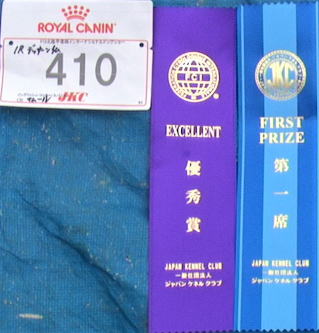 ROYAL CANIN
410
JKC
FCI
EXCELLENT
優
秀
賞
JAPAN KENNEL CLUB
一般社団法人
ジャパン ケネル クラブ
JKC
FIRST
PRIZE
第
一
席
JAPAN KENNEL CLUB
一般社団法人
ジャパン ケネル クラブ